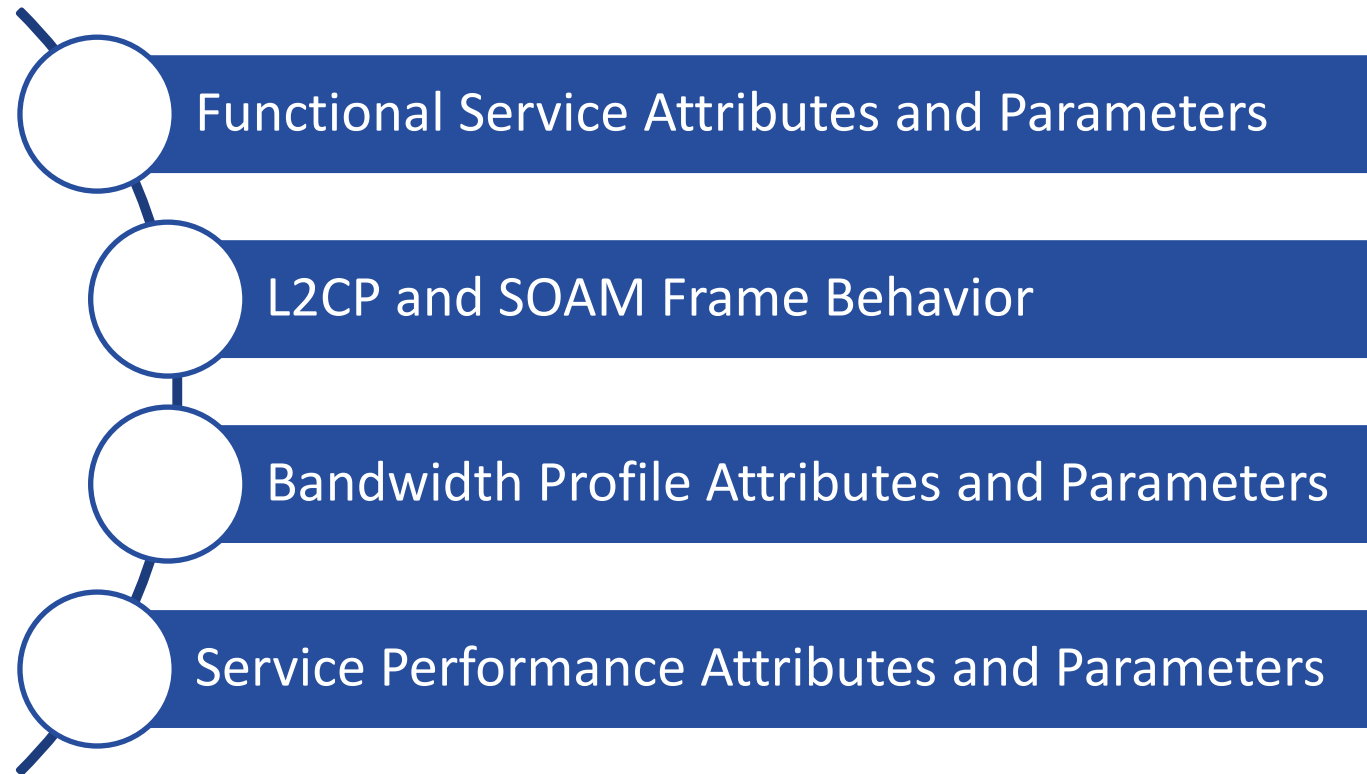 Functional Service Attributes and Parameters
L2CP and SOAM Frame Behavior
Bandwidth Profile Attributes and Parameters
Service Performance Attributes and Parameters